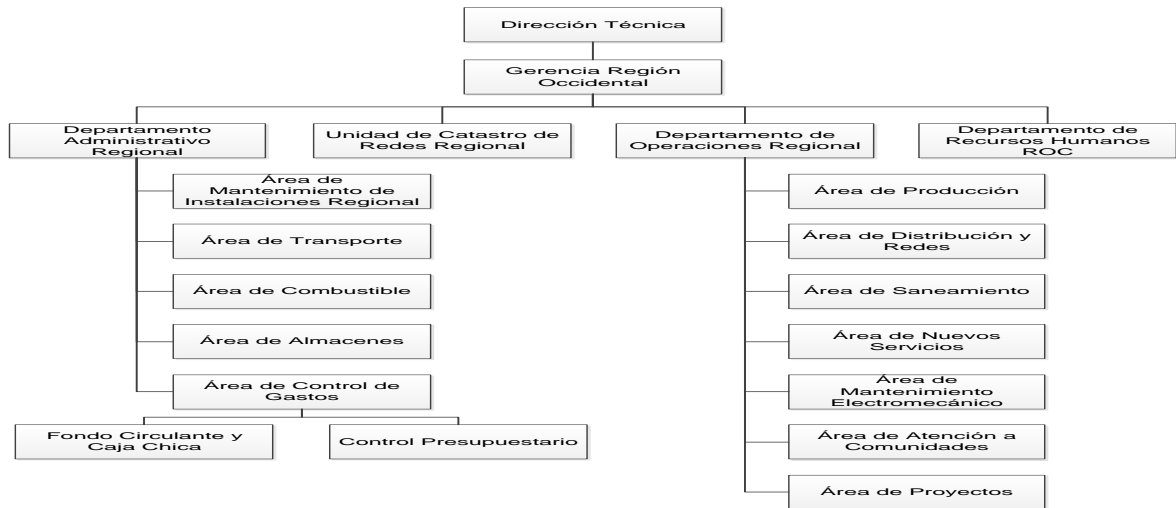 Dirección Técnica
Gerencia Región
Occidental
Departamento
Administrativo
Regional
Unidad de Catastro de
Redes Regional
Departamento de
Operaciones Regional
Departamento de
Recursos Humanos
ROC
Área de
Mantenimiento de
Instalaciones Regional
Área de Transporte
Área de Combustible
Área de Almacenes
Área de Control de
Gastos
Fondo Circulante y
Caja Chica
Control Presupuestario
Área de Producción
Área de Distribución y
Redes
Área de Saneamiento
Área de Nuevos
Servicios
Área de
Mantenimiento
Electromecánico
Área de Atención a
Comunidades
Área de Proyectos